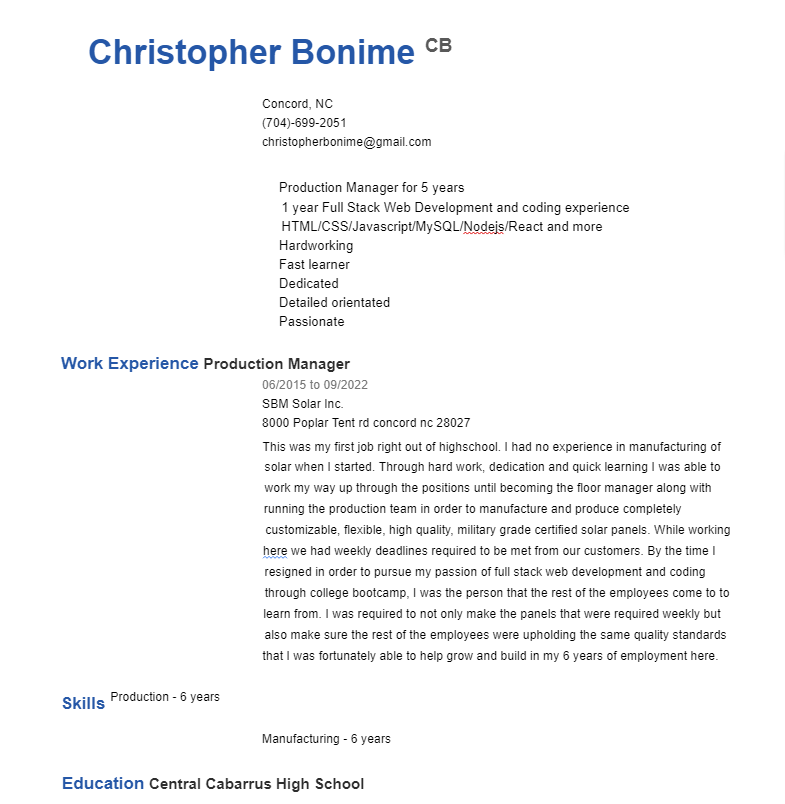 Christopher Bonime CB
Concord, NC
(704)-699-2051
christopherbonime@gmail.com
Production Manager for 5 years
1 year Full Stack Web Development and coding experience
HTML/CSS/Javascript/MySQL/Nodejs/React and more
Hardworking
Fast learner
Dedicated
Detailed orientated
Passionate
Work Experience Production Manager
06/2015 to 09/2022
SBM Solar Inc.
8000 Poplar Tent rd concord nc 28027
This was my first job right out of highschool. I had no experience in manufacturing of
solar when I started. Through hard work, dedication and quick learning I was able to
work my way up through the positions until becoming the floor manager along with
running the production team in order to manufacture and produce completely
customizable, flexible, high quality, military grade certified solar panels. While working
here we had weekly deadlines required to be met from our customers. By the time I
resigned in order to pursue my passion of full stack web development and coding
through college bootcamp, I was the person that the rest of the employees come to to
learn from. I was required to not only make the panels that were required weekly but
also make sure the rest of the employees were upholding the same quality standards
that I was fortunately able to help grow and build in my 6 years of employment here.
Skills Production - 6 years
Manufacturing - 6 years
Education Central Cabarrus High School